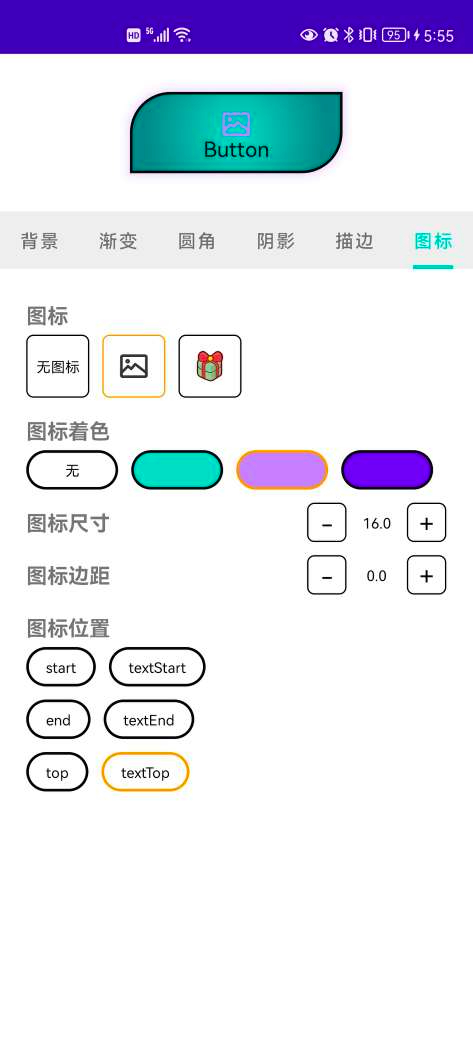 HD 5G 95 5:55
Button
背景 渐变 圆角 阴影 描边 图标
图标
无图标
图标着色
无
图标尺寸 - 16.0 +
图标边距 - 0.0 +
图标位置
start textStart
end textEnd
top textTop